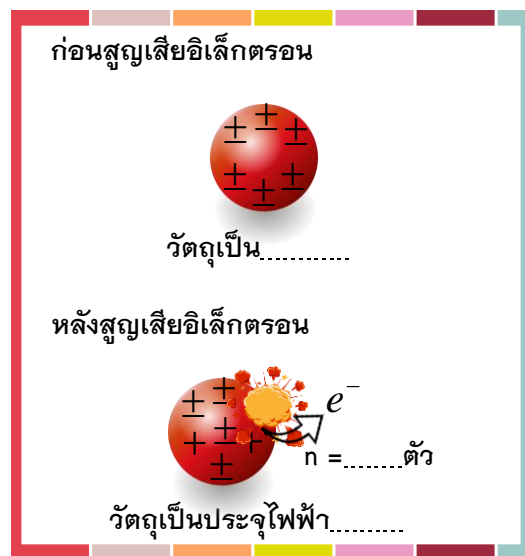 ก่อนสูญเสียอิเล็กตรอน
± ± ±
± ± ±
วัตถุเป็น...........
หลังสูญเสียอิเล็กตรอน
± +
e⁻
+ ± +
±
n =.......ตัว
วัตถุเป็นประจุไฟฟ้า.........